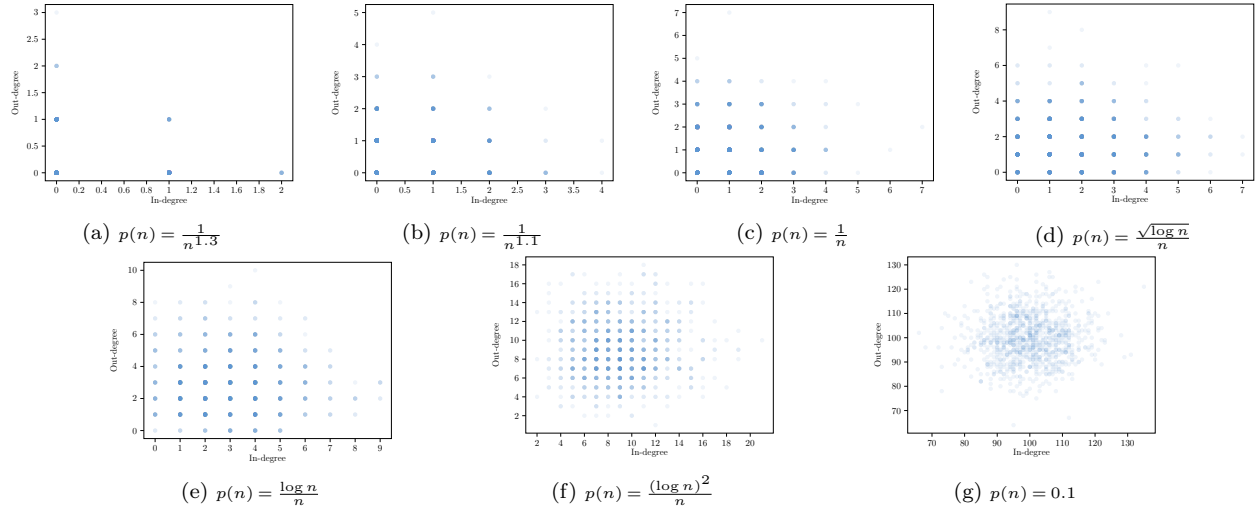 3
2.5
2
1.5
1
0.5
0
Out-degree
0 0.2 0.4 0.6 0.8 1.0 1.2 1.4 1.6 1.8 2
In-degree
(a) p(n) = 1/n^1.3
5
4
3
2
1
0
Out-degree
0 0.5 1 1.5 2 2.5 3 3.5 4
In-degree
(b) p(n) = 1/n^1.1
7
6
5
4
3
2
1
0
Out-degree
0 1 2 3 4 5 6 7
In-degree
(c) p(n) = 1/n
8
6
4
2
0
Out-degree
0 1 2 3 4 5 6 7
In-degree
(d) p(n) = √log n/n
10
8
7
6
5
4
3
2
1
0
Out-degree
0 1 2 3 4 5 6 7 8 9
In-degree
(e) p(n) = log n/n
18
16
14
12
10
8
6
4
2
Out-degree
2 4 6 8 10 12 14 16 18 20
In-degree
(f) p(n) = (log n)^2/n
130
120
110
100
90
80
70
Out-degree
70 80 90 100 110 120 130
In-degree
(g) p(n) = 0.1